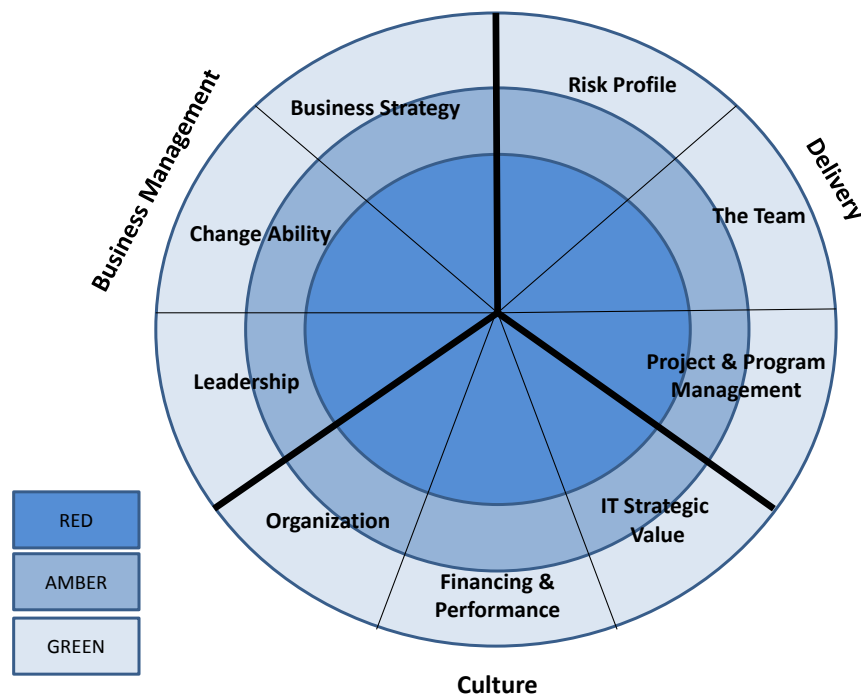 Business Management
Business Strategy
Risk Profile
Delivery
Change Ability
The Team
Leadership
Project & Program
Management
Organization
IT Strategic
Value
Financing &
Performance
Culture
RED
AMBER
GREEN